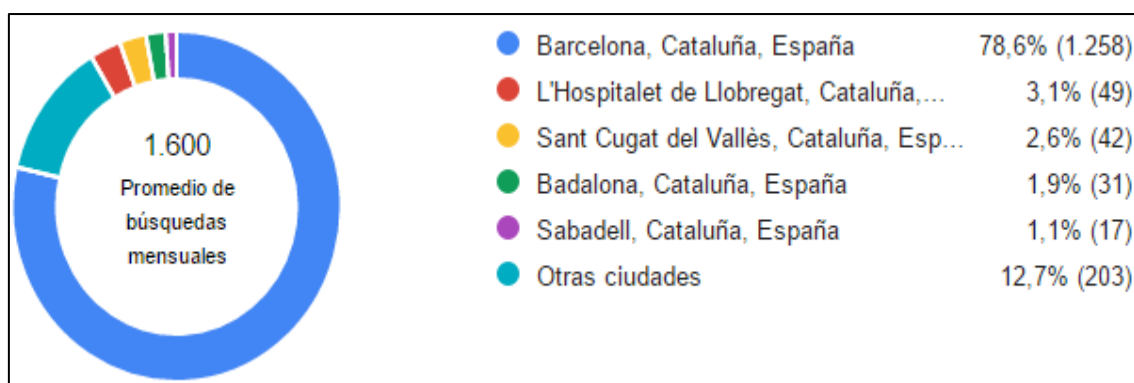 1.600
Promedio de
búsquedas
mensuales
Barcelona, Cataluña, España 78,6% (1.258)
L'Hospitalet de Llobregat, Cataluña,... 3,1% (49)
Sant Cugat del Vallès, Cataluña, Esp... 2,6% (42)
Badalona, Cataluña, España 1,9% (31)
Sabadell, Cataluña, España 1,1% (17)
Otras ciudades 12,7% (203)